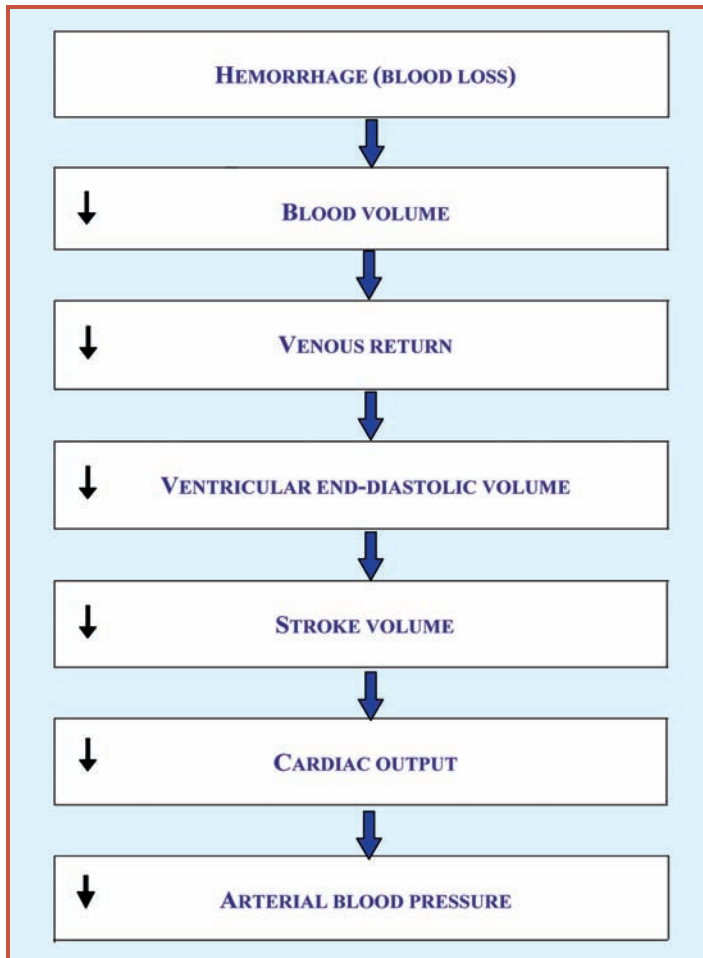 HEMORRHAGE (BLOOD LOSS)
BLOOD VOLUME
VENOUS RETURN
VENTRICULAR END-DIASTOLIC VOLUME
STROKE VOLUME
CARDIAC OUTPUT
ARTERIAL BLOOD PRESSURE